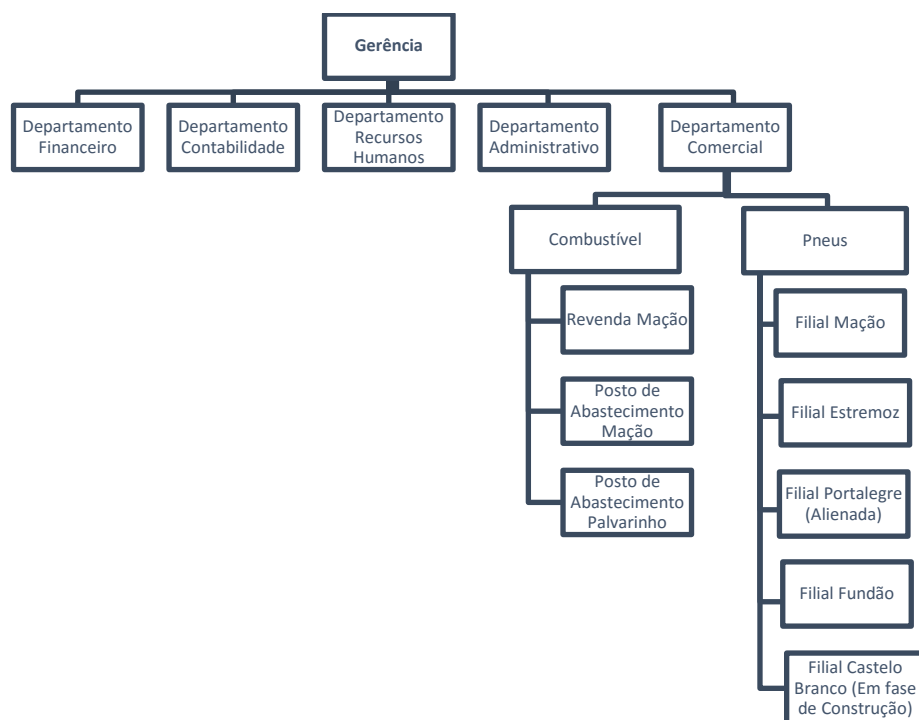 Gerência
Departamento
Financeiro
Departamento
Contabilidade
Departamento
Recursos
Humanos
Departamento
Administrativo
Departamento
Comercial
Combustível
Revenda Mação
Posto de
Abastecimento
Mação
Posto de
Abastecimento
Palvarinho
Pneus
Filial Mação
Filial Estremoz
Filial Portalegre
(Alienada)
Filial Fundão
Filial Castelo
Branco (Em fase
de Construção)